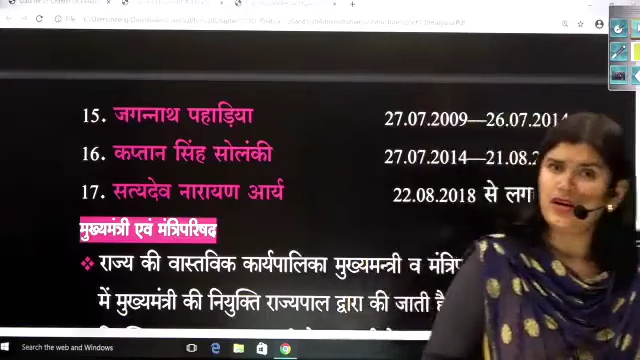 15. जगन्नाथ पहाड़िया 27.07.2009—26.07.2014
16. कप्तान सिंह सोलंकी 27.07.2014—21.08.2
17. सत्यदेव नारायण आर्य 22.08.2018 से लग
मुख्यमंत्री एवं मंत्रिपरिषद
❖ राज्य की वास्तविक कार्यपालिका मुख्यमन्त्री व
में मुख्यमंत्री की नियुक्ति राज्यपाल द्वारा की जाती है
Search the web and Windows